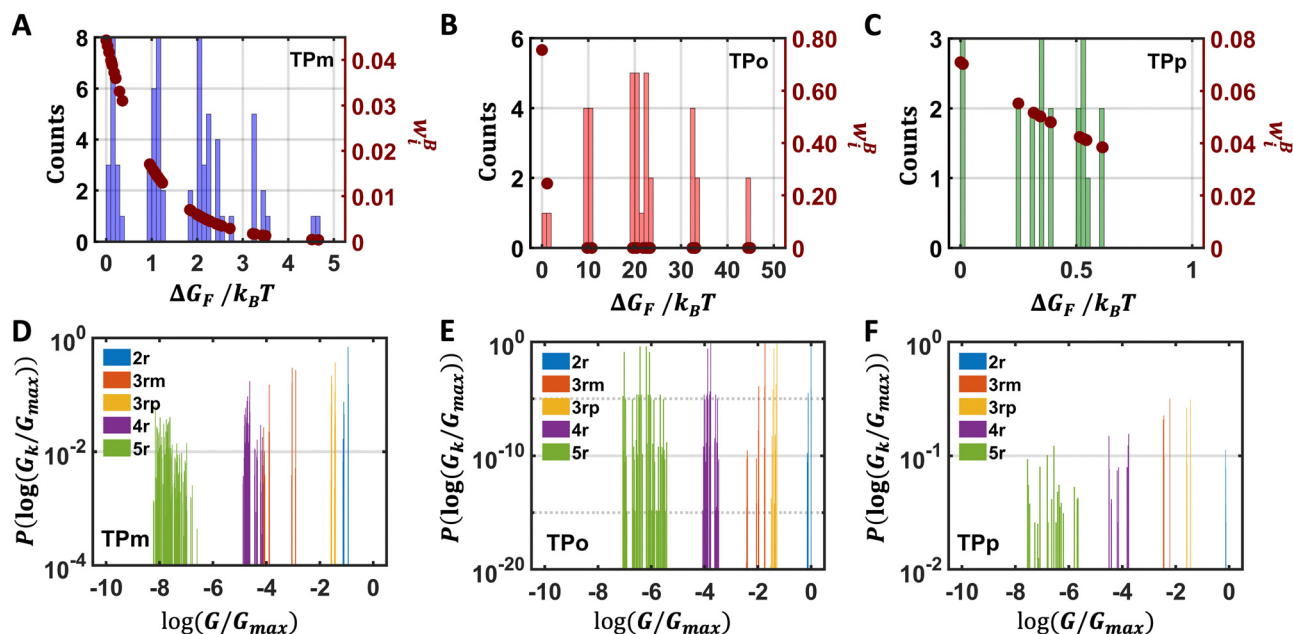 A
TPm
Counts
8
6
4
2
0
0.04
0.03
0.02
0.01
0
w_i^B
0 1 2 3 4 5
ΔG_F /k_BT
B
TPo
Counts
6
4
2
0
0.80
0.60
0.40
0.20
0
w_i^B
0 10 20 30 40 50
ΔG_F /k_BT
C
TPp
Counts
3
2
1
0
0.08
0.06
0.04
0.02
0
w_i^B
0 0.5 1
ΔG_F /k_BT
D
P(log(G_k/G_max))
10^0
10^-2
10^-4
2r
3rm
3rp
4r
5r
TPm
-10 -8 -6 -4 -2 0
log(G/G_max)
E
P(log(G_k/G_max))
10^0
10^-10
10^-20
2r
3rm
3rp
4r
5r
TPo
-10 -8 -6 -4 -2 0
log(G/G_max)
F
P(log(G_k/G_max))
10^0
10^-1
10^-2
2r
3rm
3rp
4r
5r
TPp
-10 -8 -6 -4 -2 0
log(G/G_max)